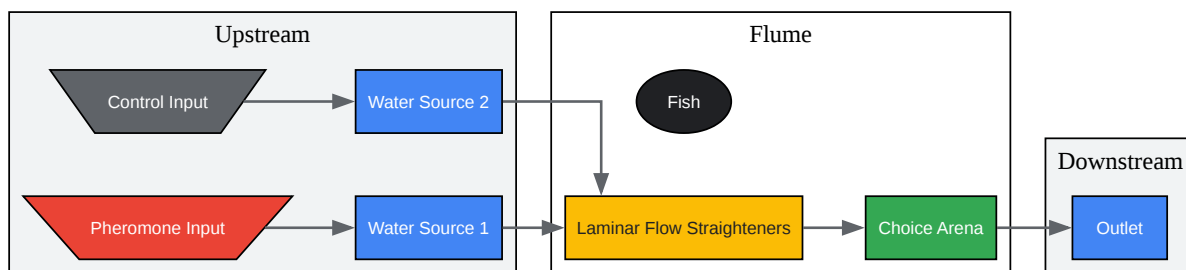 Upstream
Flume
Control Input
Water Source 2
Fish
Downstream
Pheromone Input
Water Source 1
Laminar Flow Straighteners
Choice Arena
Outlet